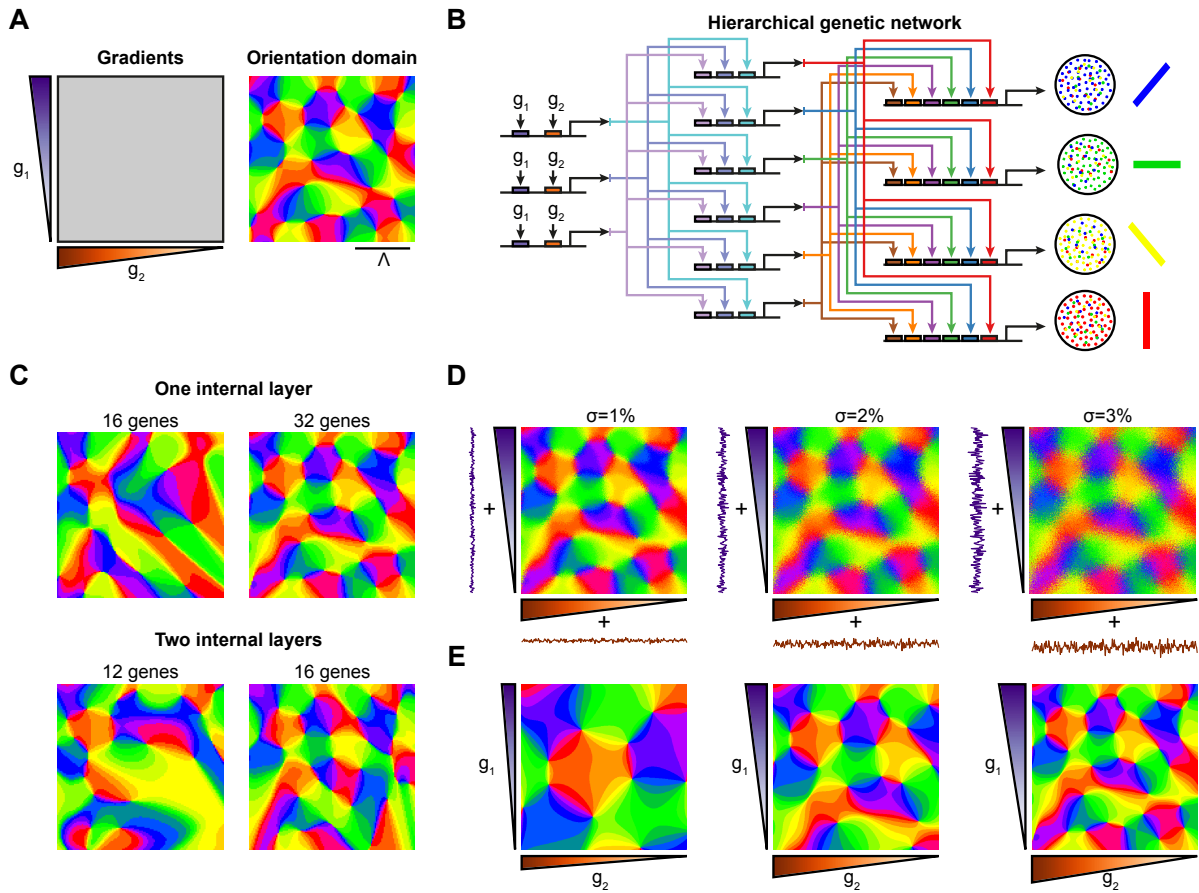 A
Gradients
Orientation domain
g1
g2
Λ
B
Hierarchical genetic network
g1 g2
g1 g2
g1 g2
C
One internal layer
16 genes
32 genes
Two internal layers
12 genes
16 genes
D
σ=1%
σ=2%
σ=3%
+
+
+
+
+
+
E
g1
g1
g1
g2
g2
g2